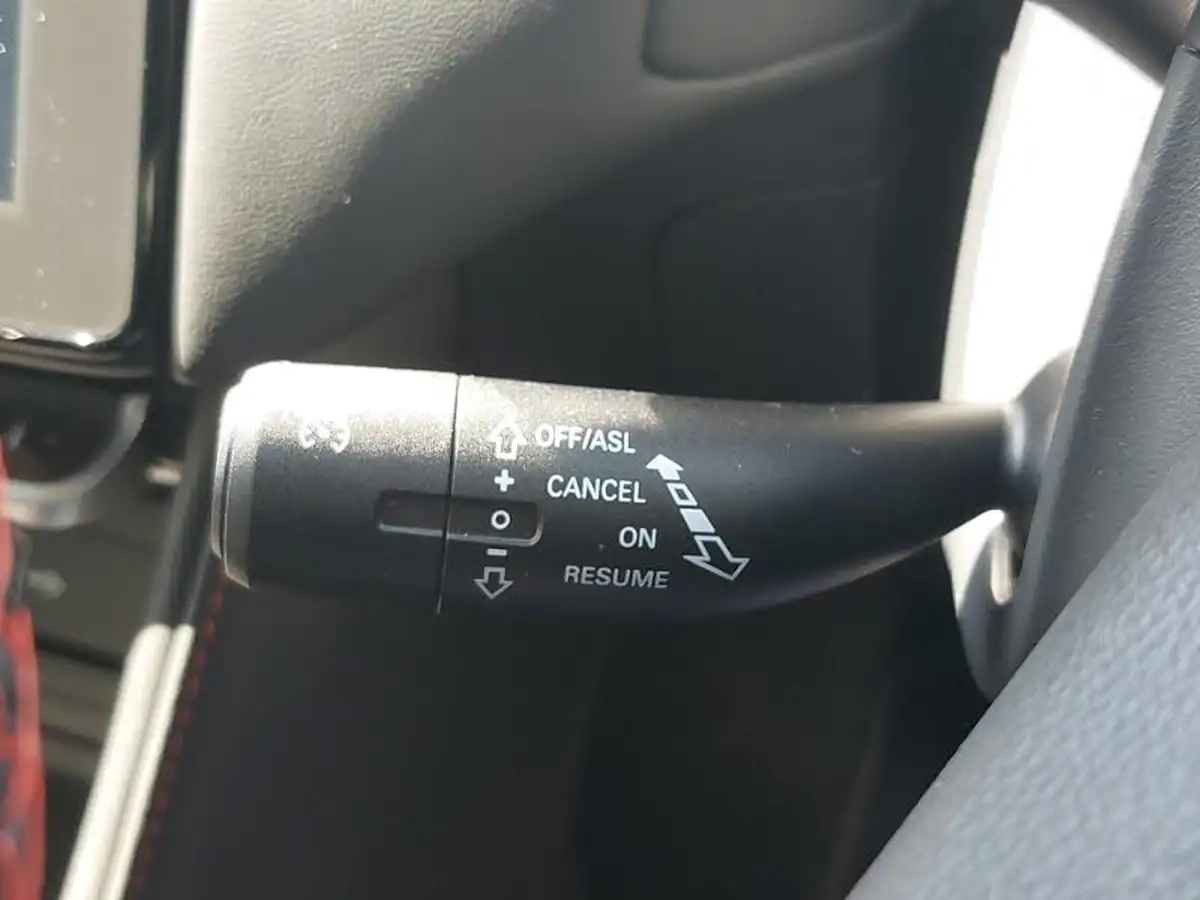 OFF/ASL
+
CANCEL
O
ON
–
RESUME